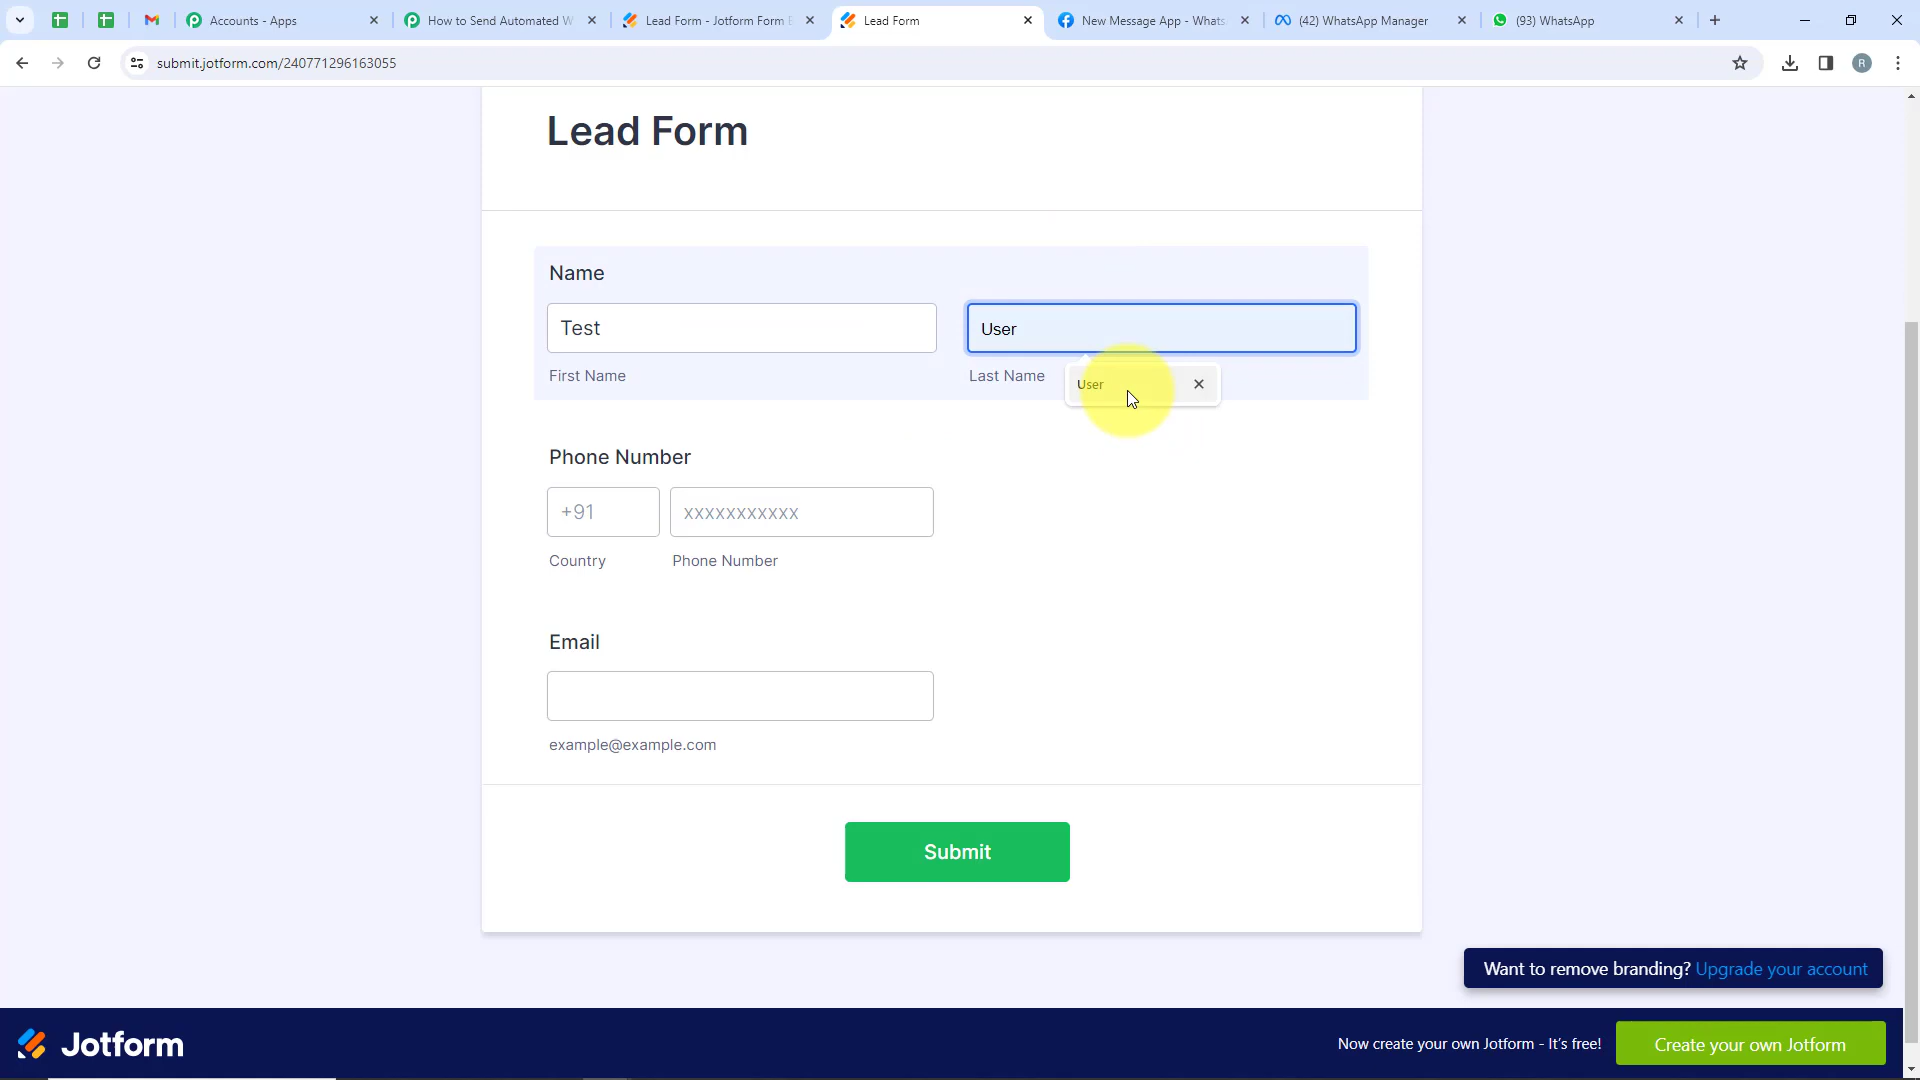 Accounts - Apps
How to Send Automated W
Lead Form - Jotform Form B
Lead Form
New Message App - Whats
(42) WhatsApp Manager
(93) WhatsApp
submit.jotform.com/240771296163055
R
Lead Form
Name
Test
User
First Name
Last Name
User
Phone Number
+91
xxxxxxxxxxx
Country
Phone Number
Email
example@example.com
Submit
Want to remove branding? Upgrade your account
Jotform
Now create your own Jotform - It's free!
Create your own Jotform